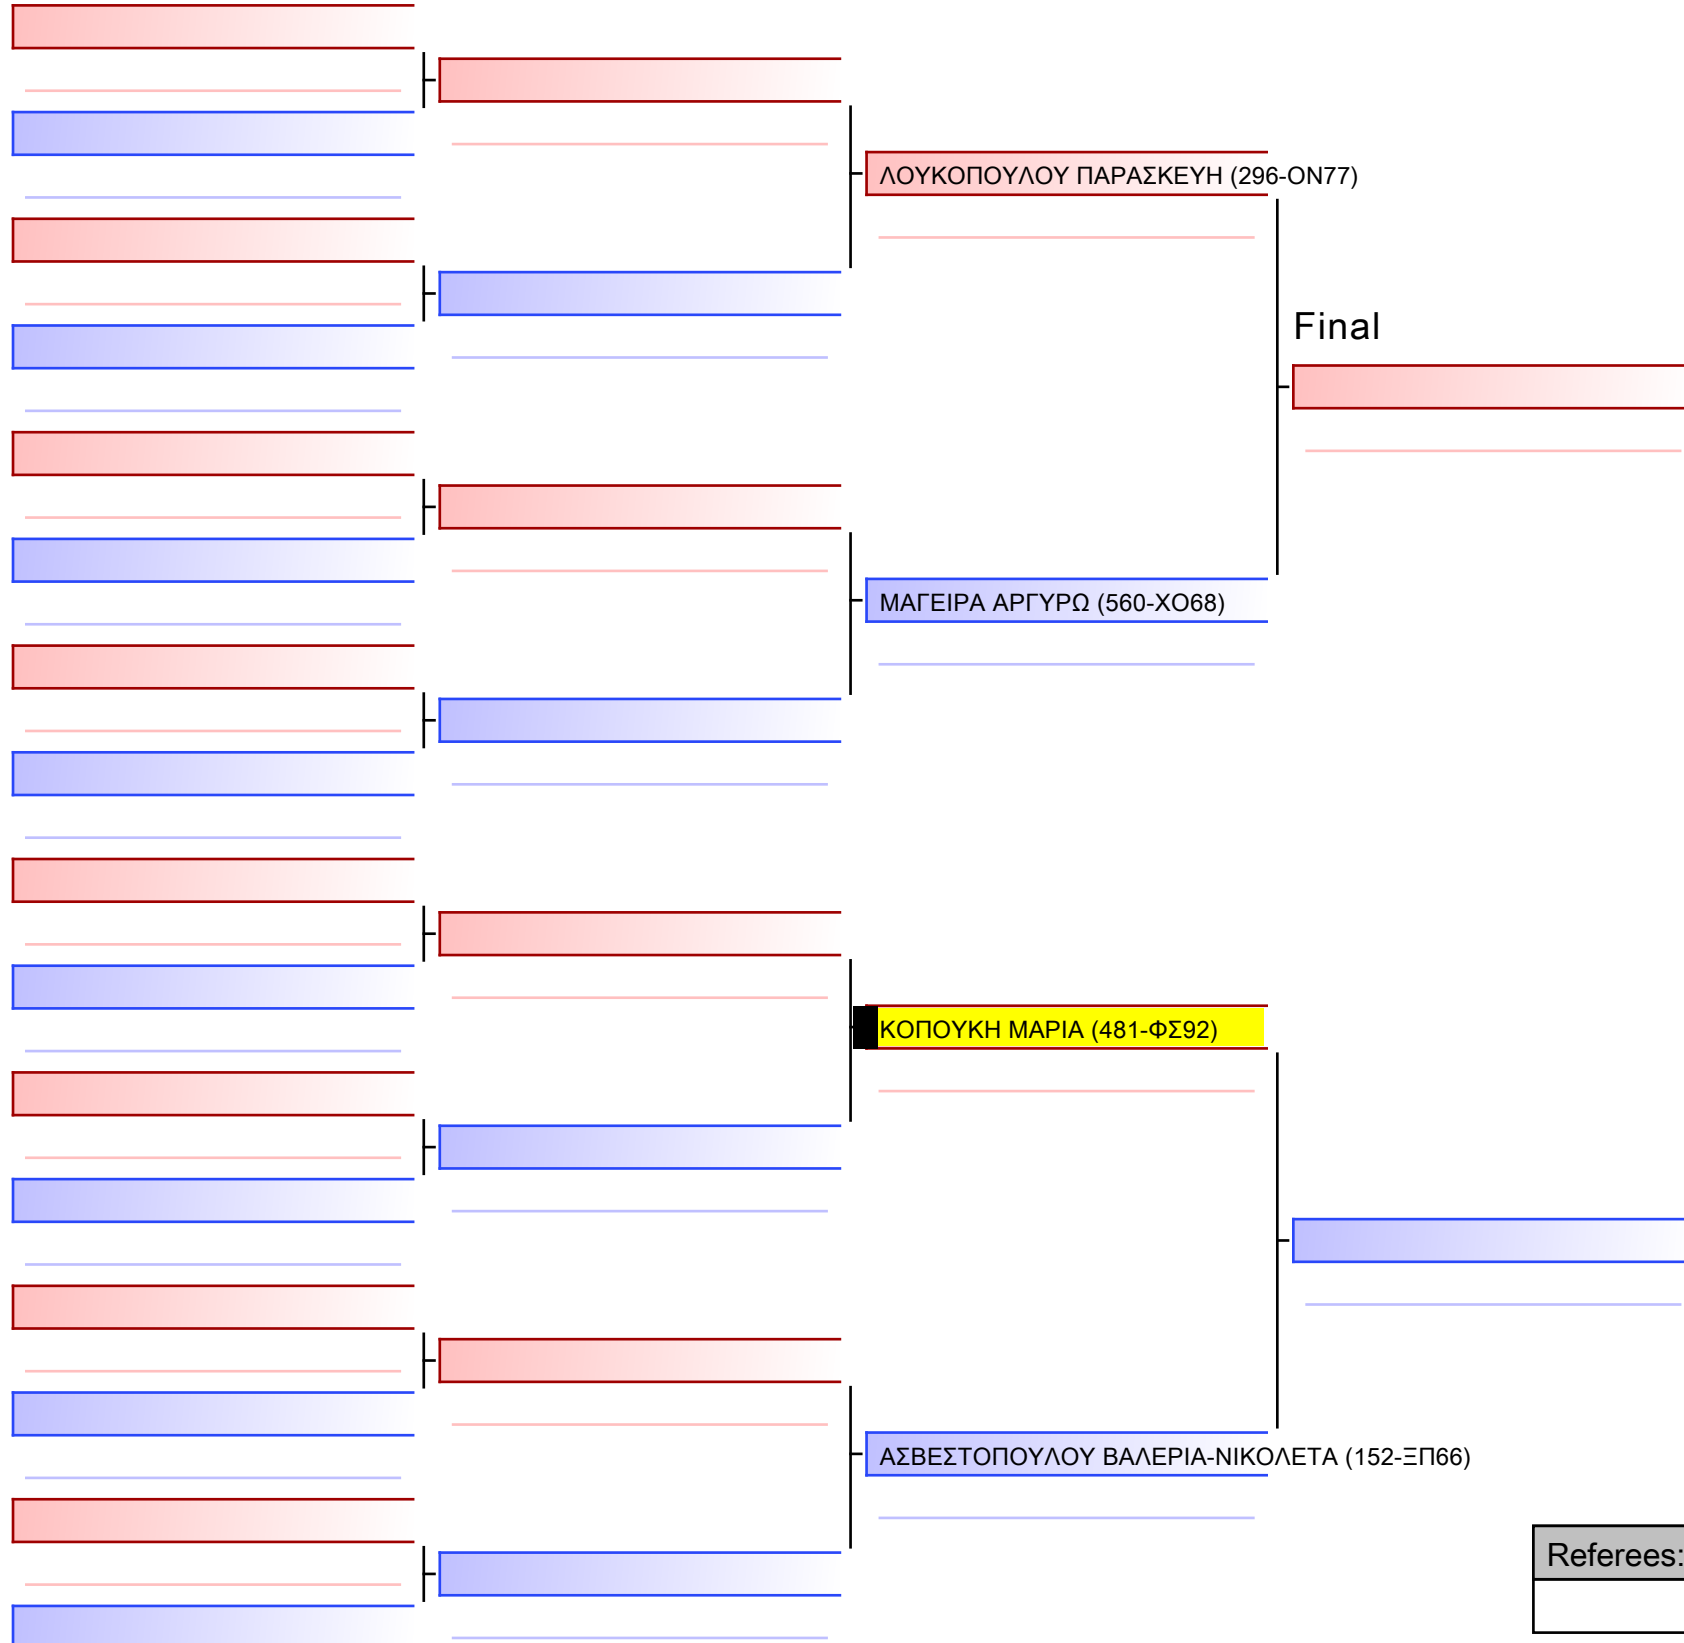 ΛΟΥΚΟΠΟΥΛΟΥ ΠΑΡΑΣΚΕΥΗ (296-ΟΝ77)
Final
ΜΑΓΕΙΡΑ ΑΡΓΥΡΩ (560-ΧΟ68)
ΚΟΠΟΥΚΗ ΜΑΡΙΑ (481-ΦΣ92)
ΑΣΒΕΣΤΟΠΟΥΛΟΥ ΒΑΛΕΡΙΑ-ΝΙΚΟΛΕΤΑ (152-ΞΠ66)
Referees: